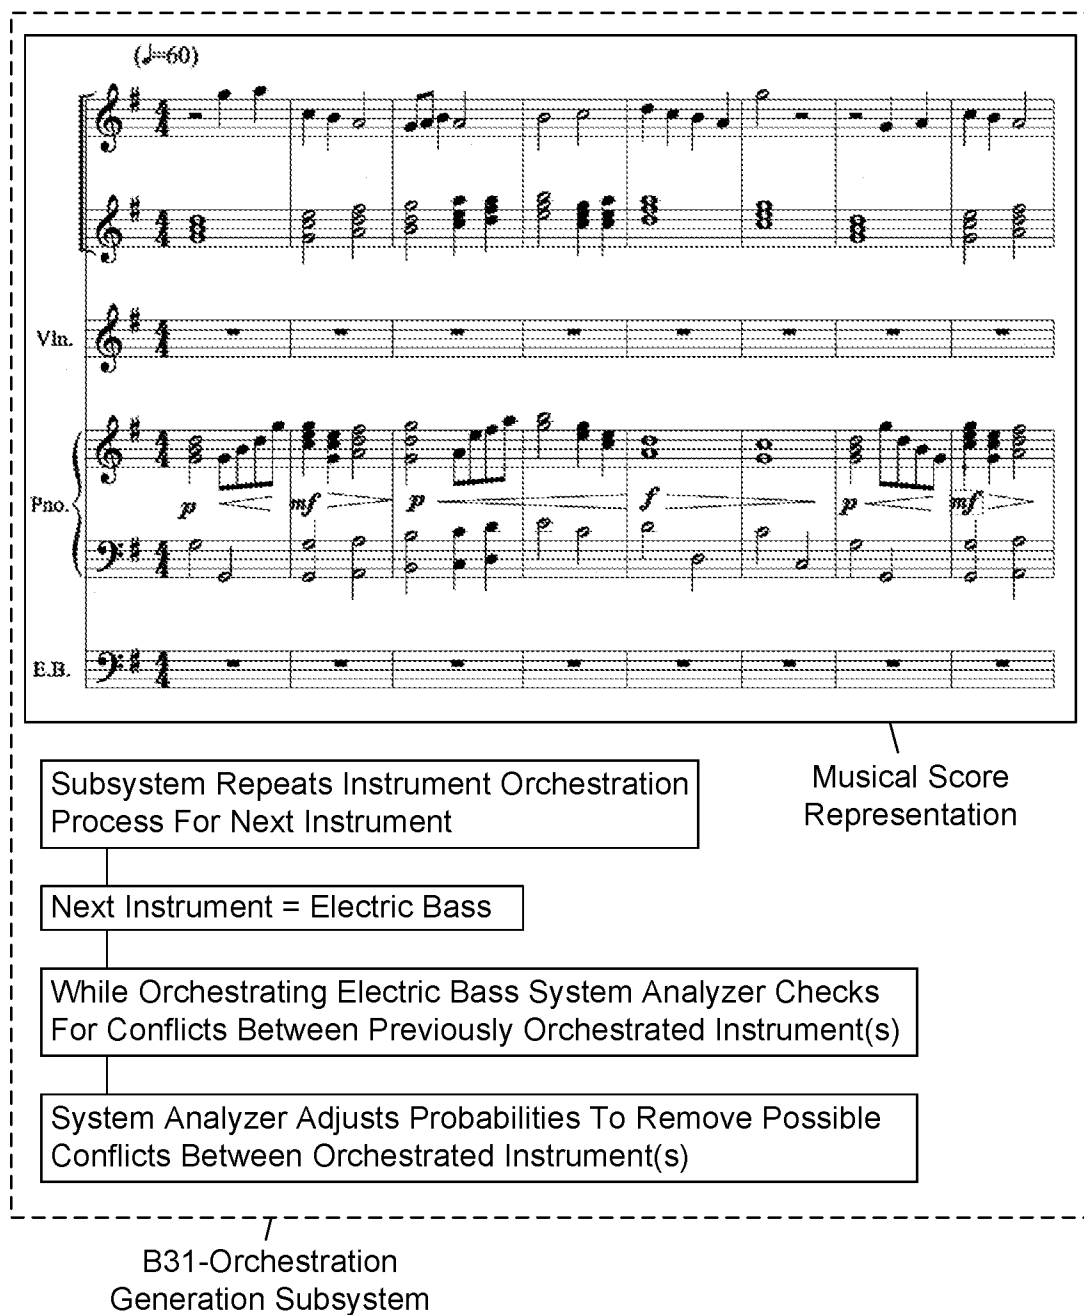 (♩=60)
Vln.
p mf p f p mf
Pno.
E.B.
Musical Score
Representation
Subsystem Repeats Instrument Orchestration
Process For Next Instrument
Next Instrument = Electric Bass
While Orchestrating Electric Bass System Analyzer Checks
For Conflicts Between Previously Orchestrated Instrument(s)
System Analyzer Adjusts Probabilities To Remove Possible
Conflicts Between Orchestrated Instrument(s)
B31-Orchestration
Generation Subsystem